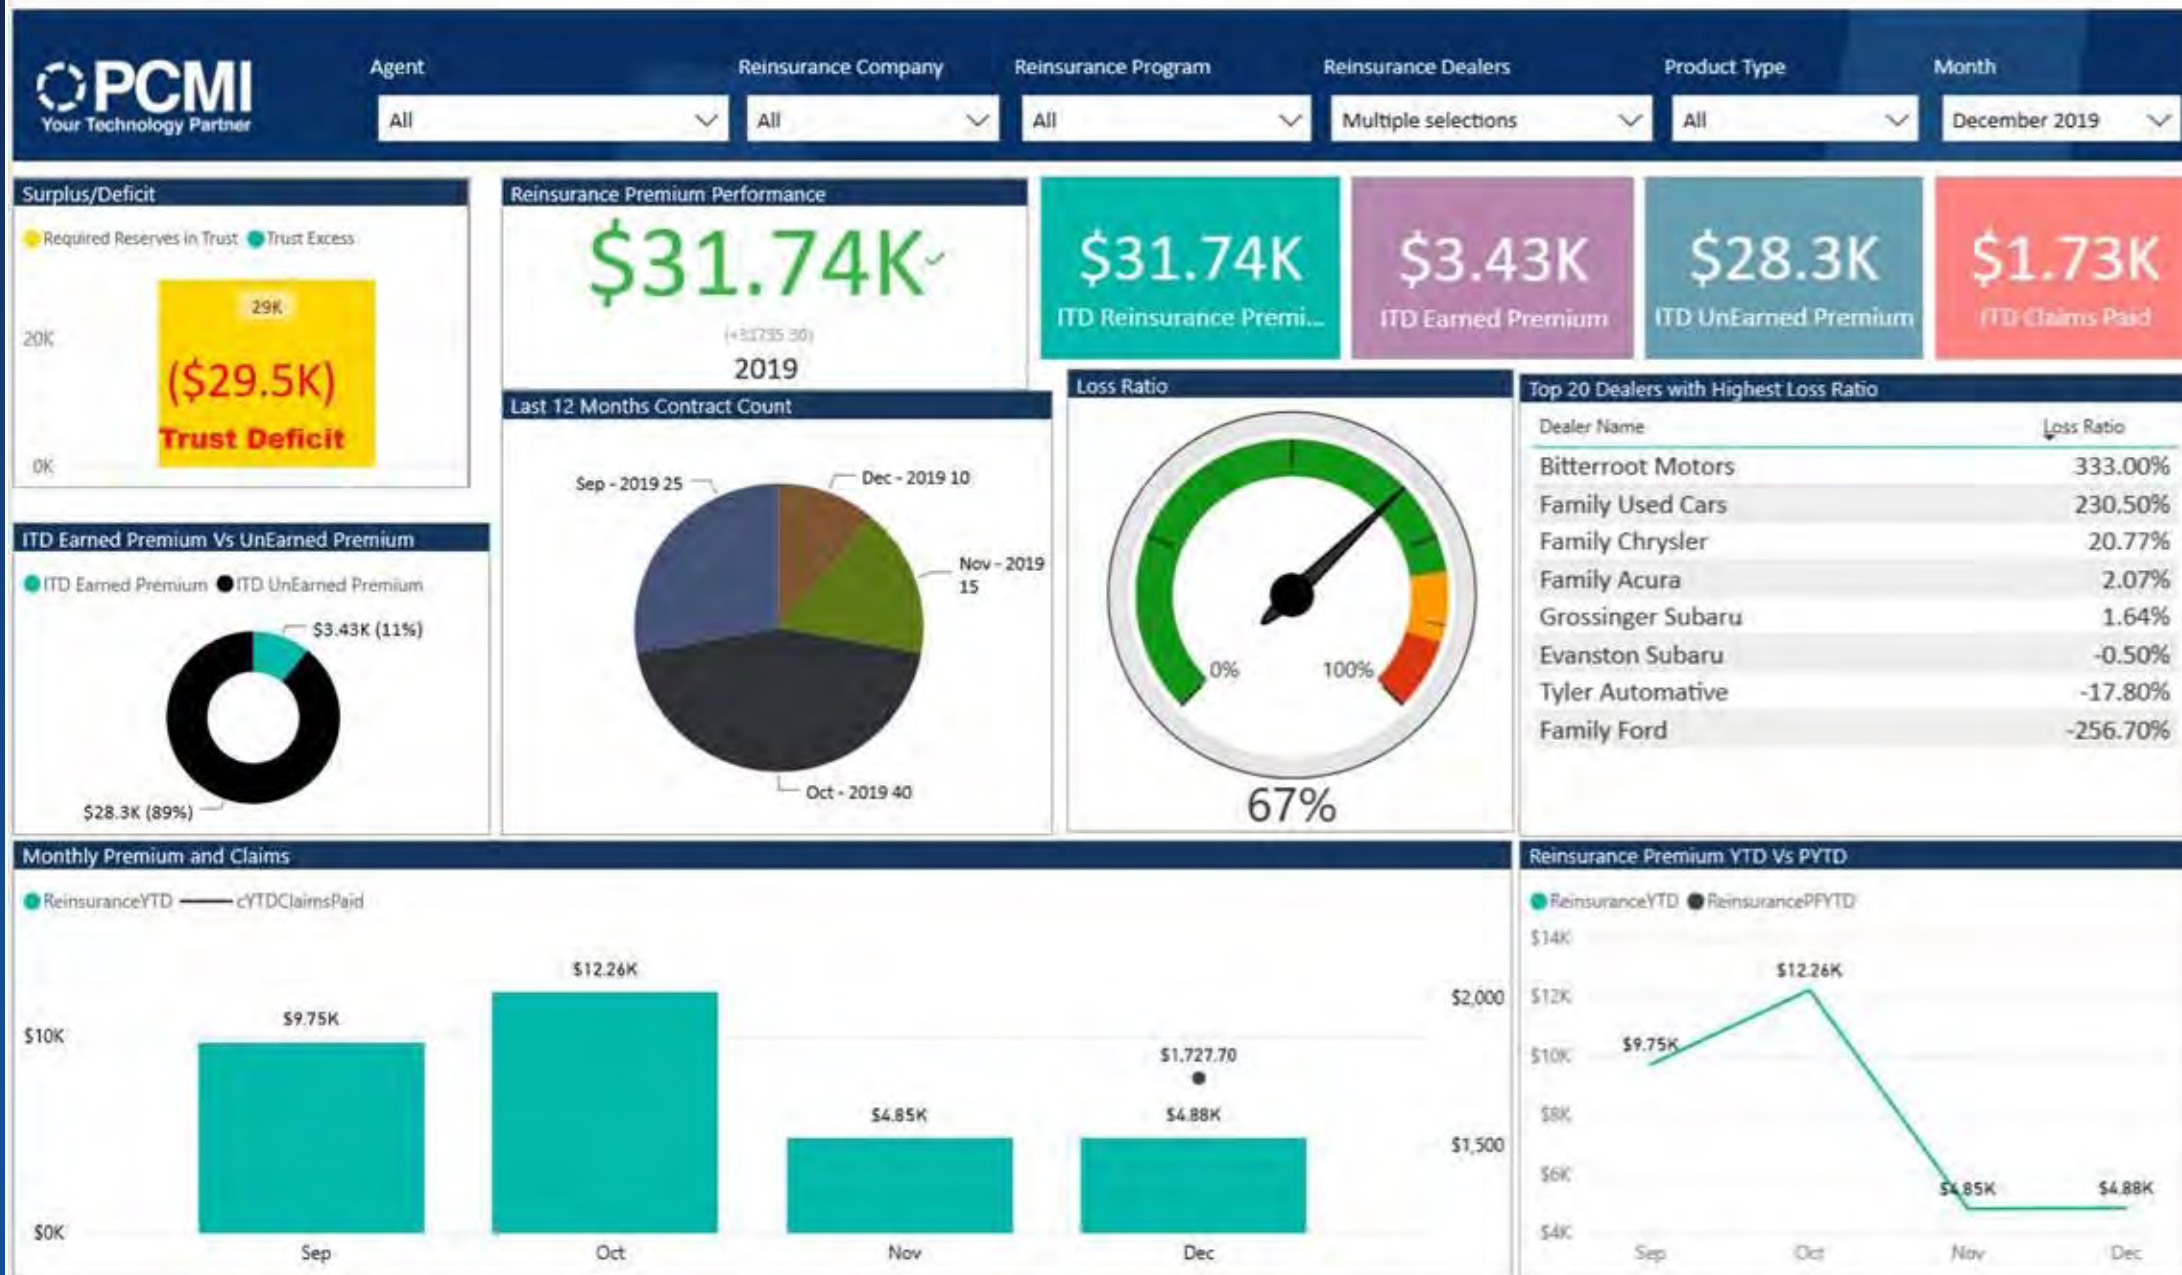 PCMI
Your Technology Partner
Agent
All
Reinsurance Company
All
Reinsurance Program
All
Reinsurance Dealers
Multiple selections
Product Type
All
Month
December 2019
Surplus/Deficit
Required Reserves in Trust Trust Excess
29K
20K
($29.5K)
Trust Deficit
0K
Reinsurance Premium Performance
$31.74K
2019
$31.74K
ITD Reinsurance Premi...
$3.43K
ITD Earned Premium
$28.3K
ITD UnEarned Premium
$1.73K
ITD Claims Paid
ITD Earned Premium Vs UnEarned Premium
ITD Earned Premium ITD UnEarned Premium
$3.43K (11%)
$28.3K (89%)
Last 12 Months Contract Count
Sep - 2019 25
Dec - 2019 10
Nov - 2019
15
Oct - 2019 40
Loss Ratio
0%
100%
67%
Top 20 Dealers with Highest Loss Ratio
Dealer Name Loss Ratio
Bitterroot Motors 333.00%
Family Used Cars 230.50%
Family Chrysler 20.77%
Family Acura 2.07%
Grossinger Subaru 1.64%
Evanston Subaru -0.50%
Tyler Automative -17.80%
Family Ford -256.70%
Monthly Premium and Claims
ReinsuranceYTD cYTDClaimsPaid
$12.26K
$9.75K
$10K
$2,000
$1,727.70
$4.85K
$4.88K
$1,500
$0K
Sep Oct Nov Dec
Reinsurance Premium YTD Vs PYTD
ReinsuranceYTD ReinsurancePFYTD
$14K
$12.26K
$12K
$9.75K
$10K
$8K
$6K
$4.85K
$4.88K
$4K
Sep Oct Nov Dec